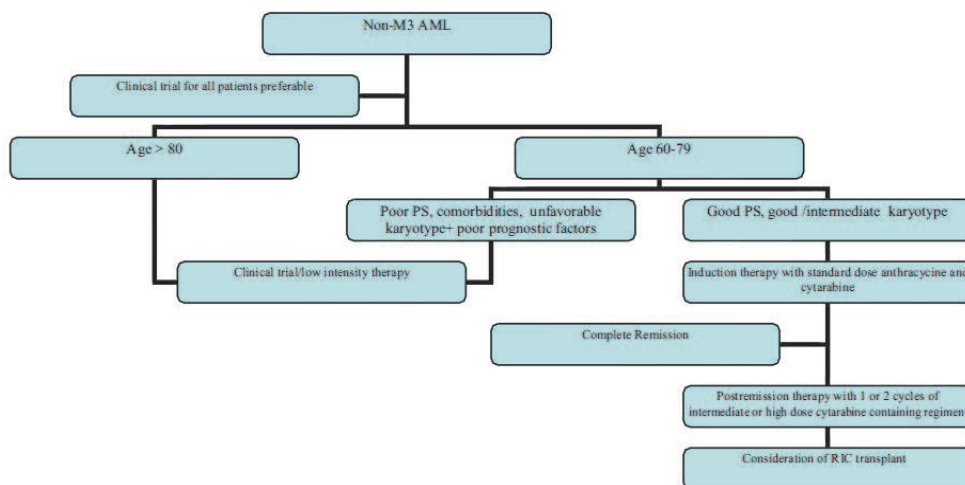 Non-M3 AML
Clinical trial for all patients preferable
Age > 80
Age 60-79
Poor PS, comorbidities, unfavorable
karyotype+ poor prognostic factors
Good PS, good /intermediate karyotype
Clinical trial/low intensity therapy
Induction therapy with standard dose anthracycine and
cytarabine
Complete Remission
Postremission therapy with 1 or 2 cycles of
intermediate or high dose cytarabine containing regimen
Consideration of RIC transplant